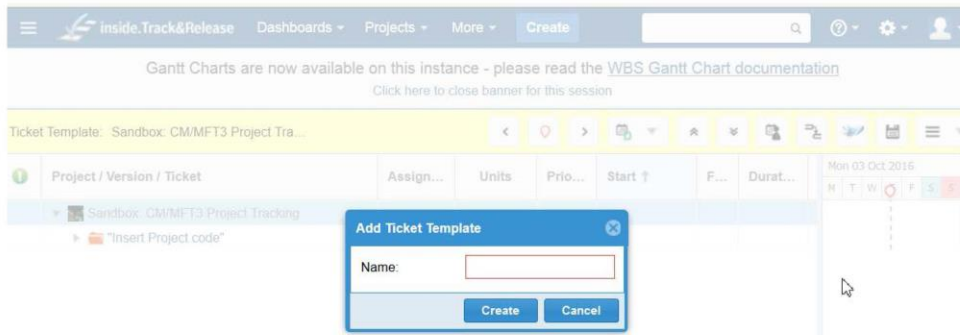 inside.Track&Release Dashboards Projects More Create
Gantt Charts are now available on this instance - please read the WBS Gantt Chart documentation
Click here to close banner for this session
Ticket Template: Sandbox: CM/MFT3 Project Tra...
Project / Version / Ticket Assign... Units Prio... Start F... Durat... Mon 03 Oct 2016
M T W F S S
Sandbox: CM/MFT3 Project Tracking
"Insert Project code"
Add Ticket Template
Name:
Create Cancel